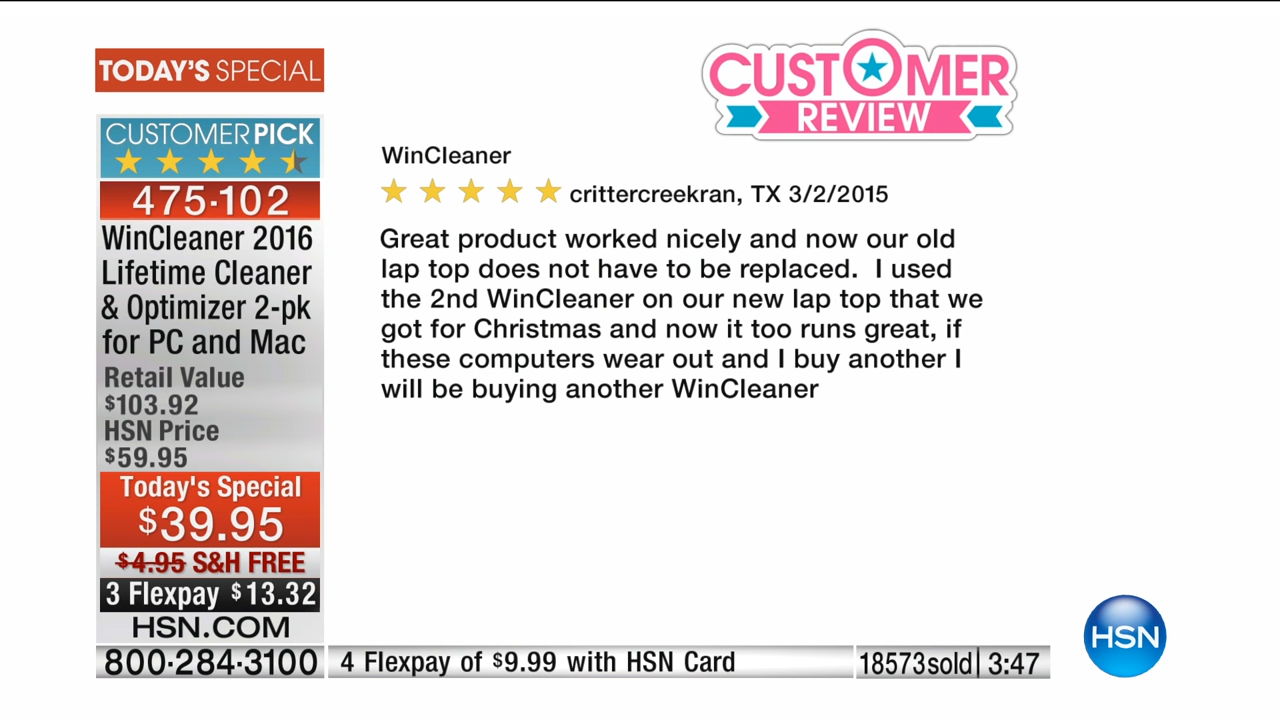 TODAY'S SPECIAL
CUSTOMER PICK
475-102
WinCleaner 2016
Lifetime Cleaner
& Optimizer 2-pk
for PC and Mac
Retail Value
$103.92
HSN Price
$59.95
Today's Special
$39.95
$4.95 S&H FREE
3 Flexpay $13.32
HSN.COM
800-284-3100
CUSTOMER
REVIEW
WinCleaner
crittercreekran, TX 3/2/2015
Great product worked nicely and now our old
lap top does not have to be replaced.  I used
the 2nd WinCleaner on our new lap top that we
got for Christmas and now it too runs great, if
these computers wear out and I buy another I
will be buying another WinCleaner
4 Flexpay of $9.99 with HSN Card
18573sold| 3:47
HSN